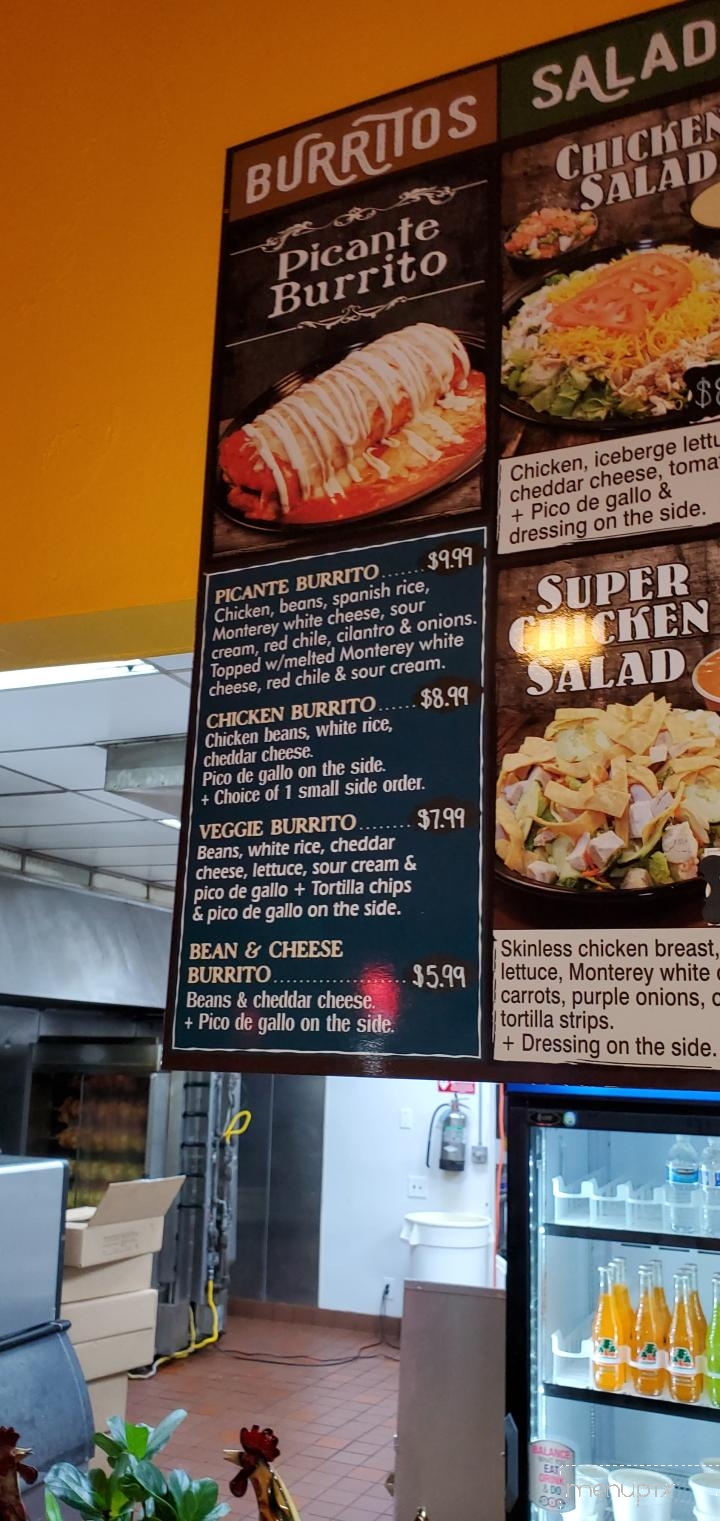 BURRITOS
Picante
Burrito
PICANTE BURRITO.......$9.99
Chicken, beans, spanish rice,
Monterey white cheese, sour
cream, red chile, cilantro & onions.
Topped w/melted Monterey white
cheese, red chile & sour cream.
CHICKEN BURRITO......$8.99
Chicken beans, white rice,
cheddar cheese.
Pico de gallo on the side.
+ Choice of 1 small side order.
VEGGIE BURRITO........$7.99
Beans, white rice, cheddar
cheese, lettuce, sour cream &
pico de gallo + Tortilla chips
& pico de gallo on the side.
BEAN & CHEESE
BURRITO....................$5.99
Beans & cheddar cheese.
+ Pico de gallo on the side.
SALAD
CHICKEN
SALAD
$8
Chicken, iceberge lettu
cheddar cheese, tomat
+ Pico de gallo &
dressing on the side.
SUPER
CHICKEN
SALAD
Skinless chicken breast,
lettuce, Monterey white
carrots, purple onions,
tortilla strips.
+ Dressing on the side.
BALANCE
EAT
DRINK
& DO
menupix